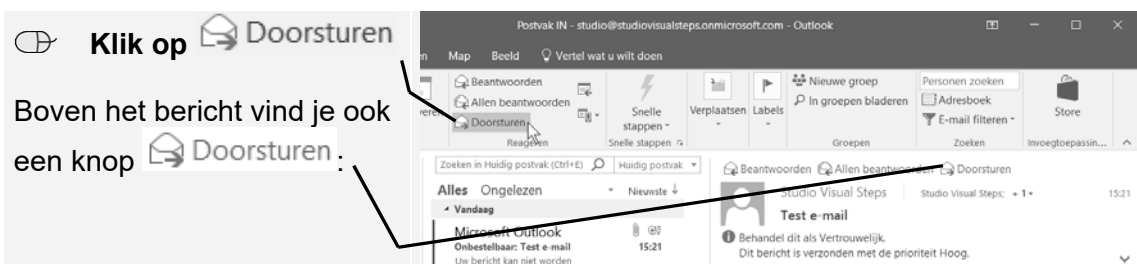 Klik op Doorsturen
Boven het bericht vind je ook
een knop Doorsturen :
Postvak IN - studio@studiovisualsteps.onmicrosoft.com - Outlook
Map Beeld Vertel wat u wilt doen
Beantwoorden
Allen beantwoorden
Doorsturen
Reageren
Snelle
stappen
Snelle stappen
Verplaatsen
Labels
Nieuwe groep
In groepen bladeren
Groepen
Personen zoeken
Adresboek
E-mail filteren
Zoeken
Store
Invoegtoepassin...
Zoeken in Huidig postvak (Ctrl+E) Huidig postvak
Alles Ongelezen Nieuwste ↓
Vandaag
Microsoft Outlook
Onbestelbaar: Test e-mail 15:21
Uw bericht kan niet worden
Beantwoorden Allen beantwoorden Doorsturen
Studio Visual Steps Studio Visual Steps; + 1 15:21
Test e-mail
Behandel dit als Vertrouwelijk.
Dit bericht is verzonden met de prioriteit Hoog.